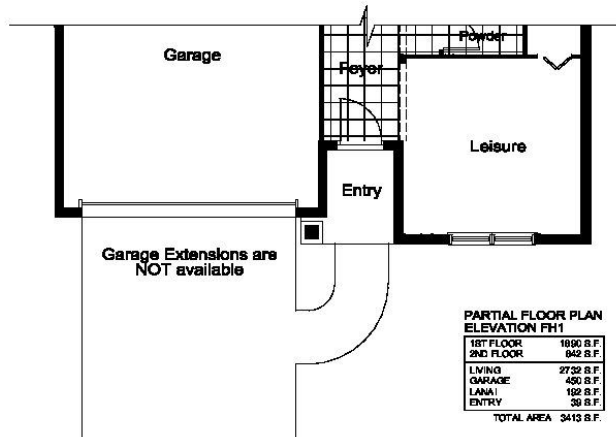 Garage
Powder
Foyer
Leisure
Entry
Garage Extensions are
NOT available
PARTIAL FLOOR PLAN
ELEVATION FH1
1ST FLOOR 1890 S.F.
2ND FLOOR 842 S.F.
LIVING 2732 S.F.
GARAGE 450 S.F.
LANAI 192 S.F.
ENTRY 39 S.F.
TOTAL AREA 3413 S.F.